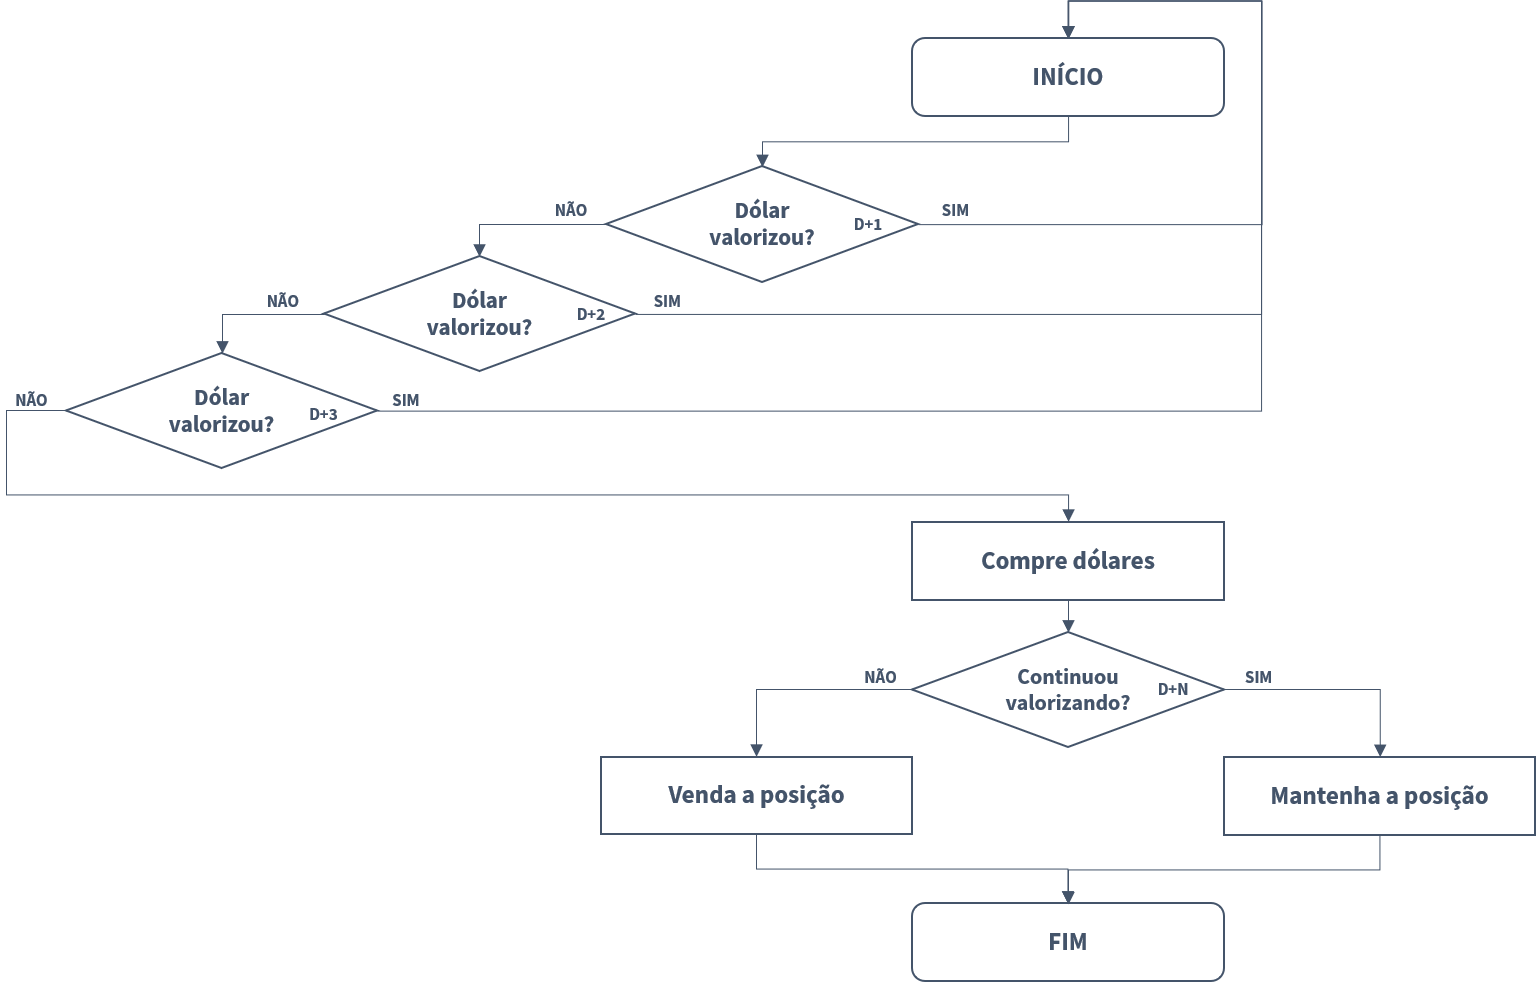 INÍCIO
Dólar
valorizou?
D+1
NÃO
SIM
Dólar
valorizou?
D+2
NÃO
SIM
Dólar
valorizou?
D+3
NÃO
SIM
Compre dólares
Continuou
valorizando?
D+N
NÃO
SIM
Venda a posição
Mantenha a posição
FIM